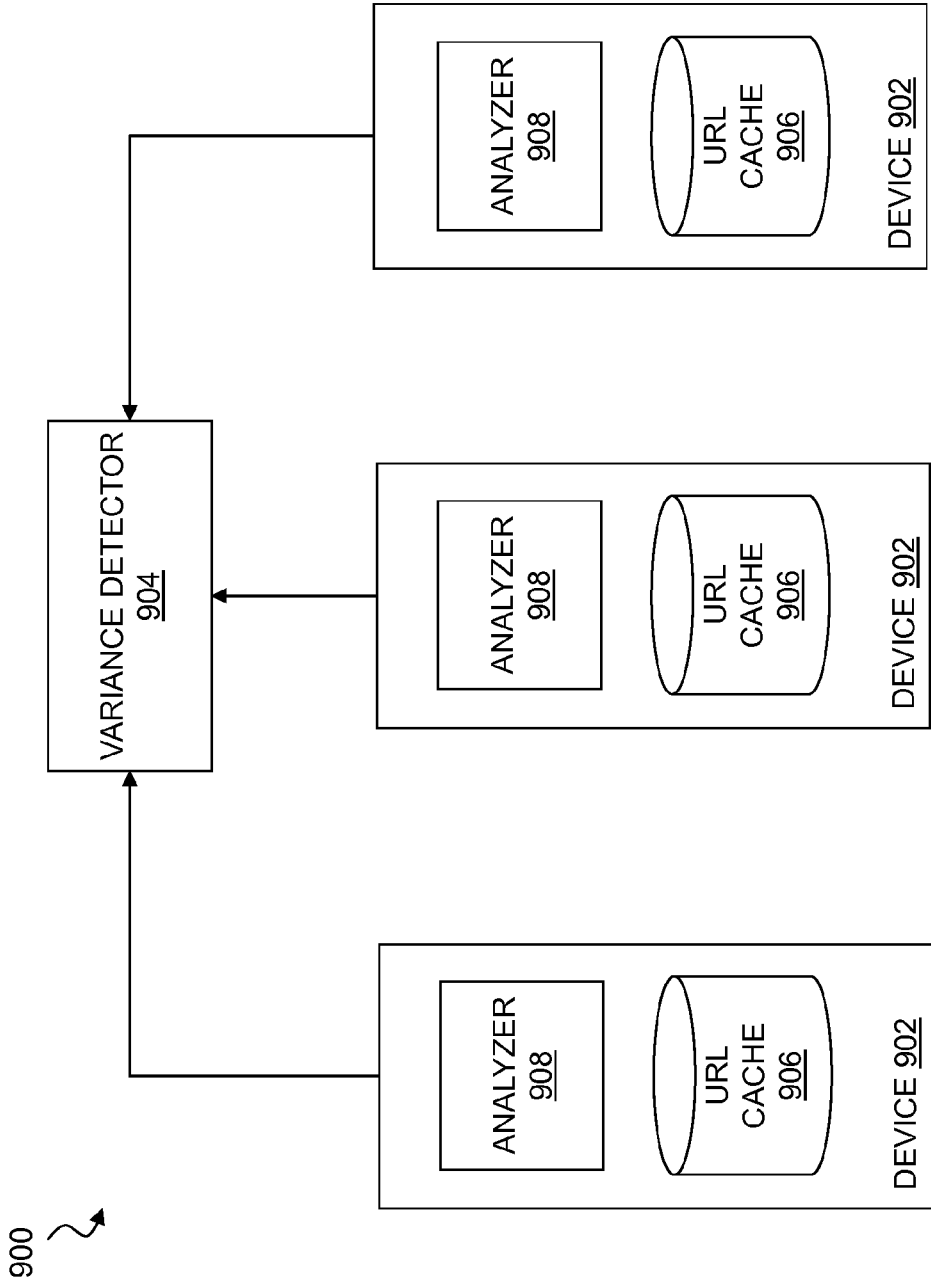 900
VARIANCE DETECTOR
904
ANALYZER
908
URL
CACHE
906
DEVICE 902
ANALYZER
908
URL
CACHE
906
DEVICE 902
ANALYZER
908
URL
CACHE
906
DEVICE 902